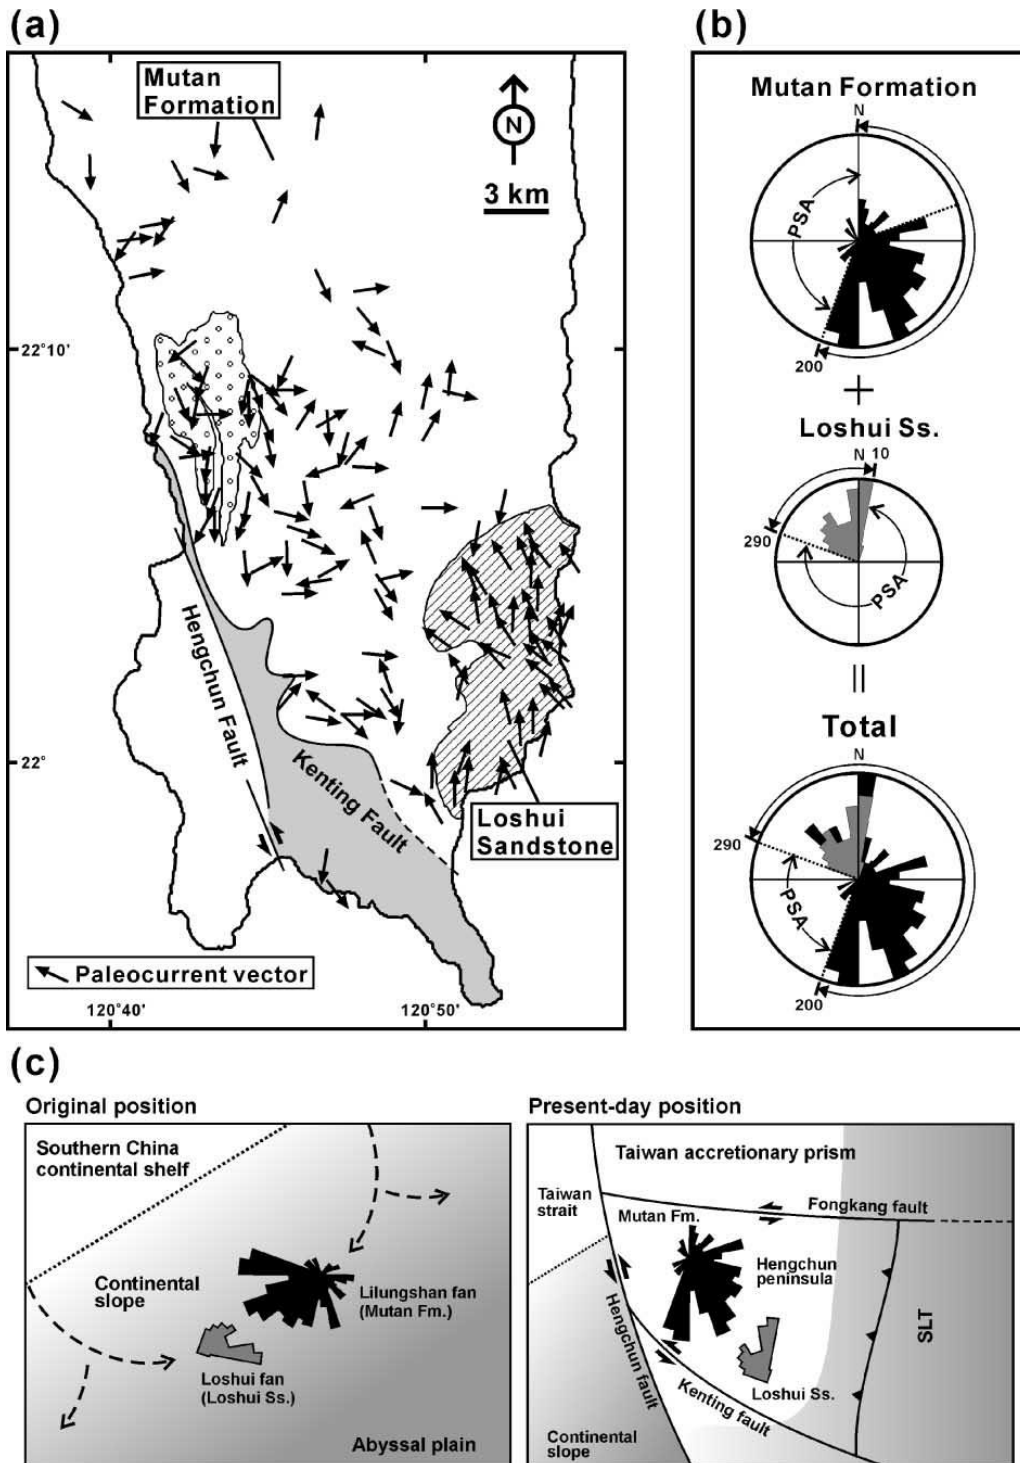 (a)
Mutan
Formation
N
3 km
22°10'
22°
Hengchun Fault
Kenting Fault
Loshui
Sandstone
Paleocurrent vector
120°40'
120°50'
(b)
Mutan Formation
N
PSA
200
+
Loshui Ss.
N
10
290
PSA
=
Total
N
290
PSA
200
(c)
Original position
Southern China
continental shelf
Continental
slope
Lilungshan fan
(Mutan Fm.)
Loshui fan
(Loshui Ss.)
Abyssal plain
Present-day position
Taiwan accretionary prism
Taiwan
strait
Fongkang fault
Mutan Fm.
Hengchun
peninsula
Hengchun fault
SLT
Kenting fault
Loshui Ss.
Continental
slope